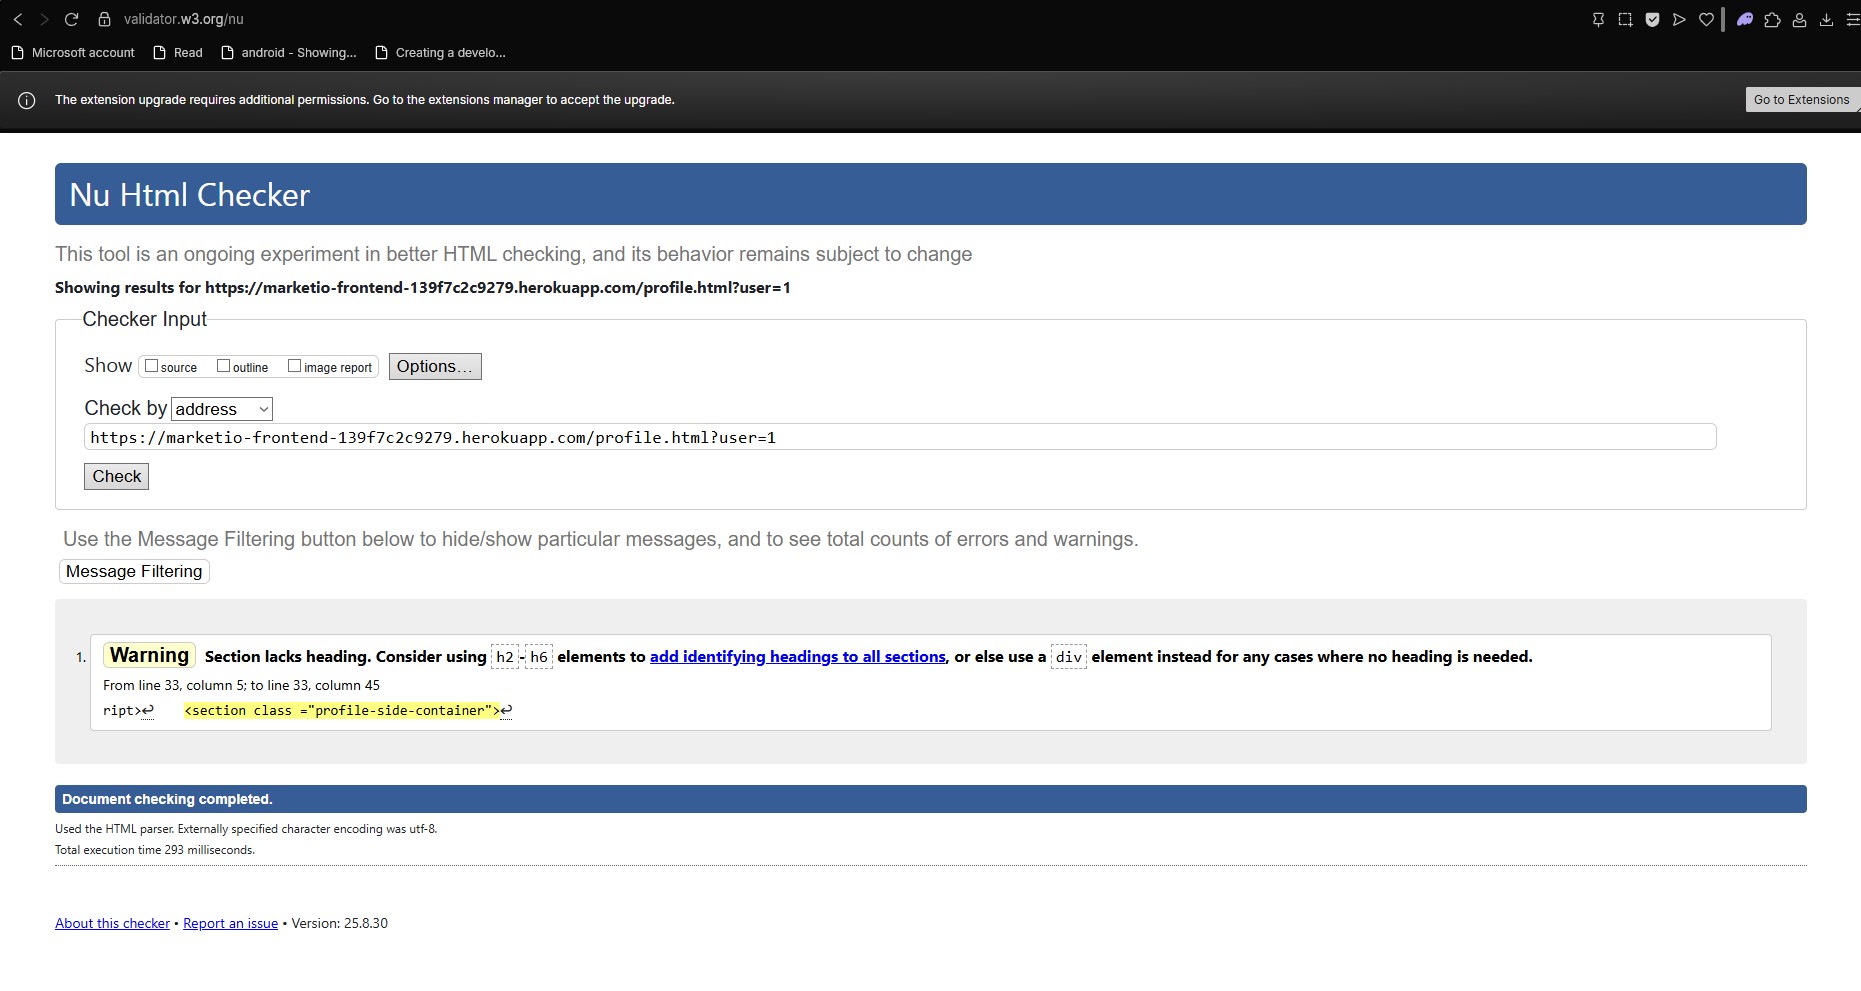 validator.w3.org/nu
Microsoft account Read android - Showing... Creating a develo...
The extension upgrade requires additional permissions. Go to the extensions manager to accept the upgrade. Go to Extensions
Nu Html Checker
This tool is an ongoing experiment in better HTML checking, and its behavior remains subject to change
Showing results for https://marketio-frontend-139f7c2c9279.herokuapp.com/profile.html?user=1
Checker Input
Show source outline image report Options...
Check by address
https://marketio-frontend-139f7c2c9279.herokuapp.com/profile.html?user=1
Check
Use the Message Filtering button below to hide/show particular messages, and to see total counts of errors and warnings.
Message Filtering
1. Warning Section lacks heading. Consider using h2-h6 elements to add identifying headings to all sections, or else use a div element instead for any cases where no heading is needed.
From line 33, column 5; to line 33, column 45
ript>↩ <section class ="profile-side-container">↩
Document checking completed.
Used the HTML parser. Externally specified character encoding was utf-8.
Total execution time 293 milliseconds.
About this checker • Report an issue • Version: 25.8.30